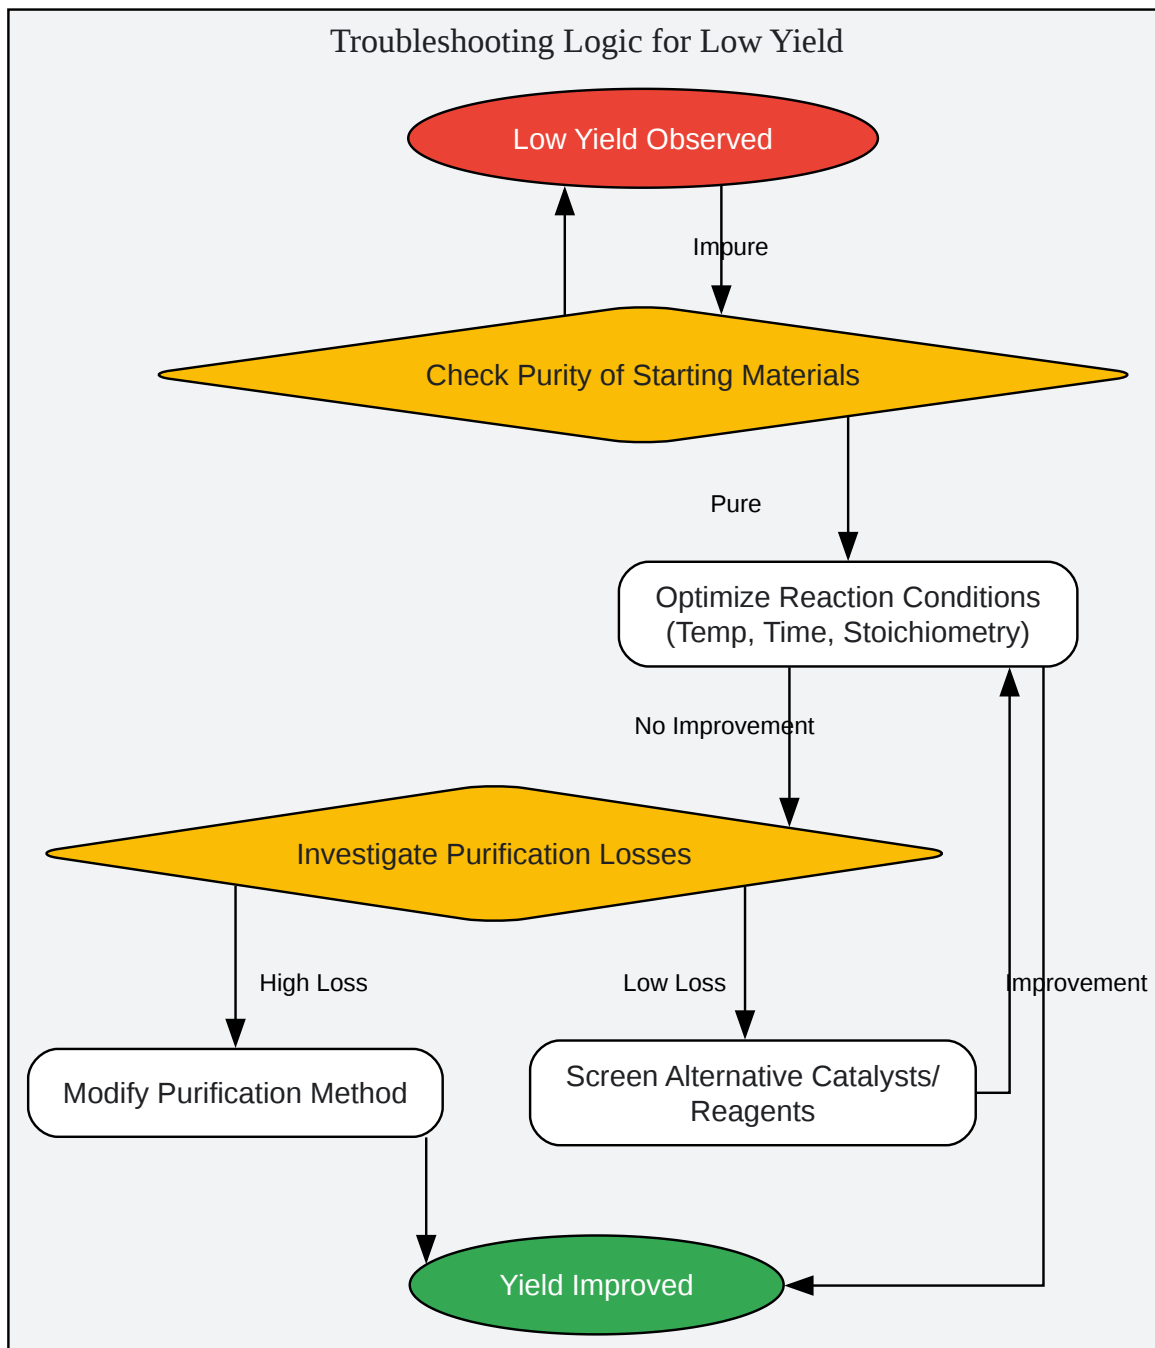 Troubleshooting Logic for Low Yield
Low Yield Observed
Impure
Check Purity of Starting Materials
Pure
Optimize Reaction Conditions
(Temp, Time, Stoichiometry)
No Improvement
Investigate Purification Losses
High Loss
Low Loss
Improvement
Modify Purification Method
Screen Alternative Catalysts/
Reagents
Yield Improved